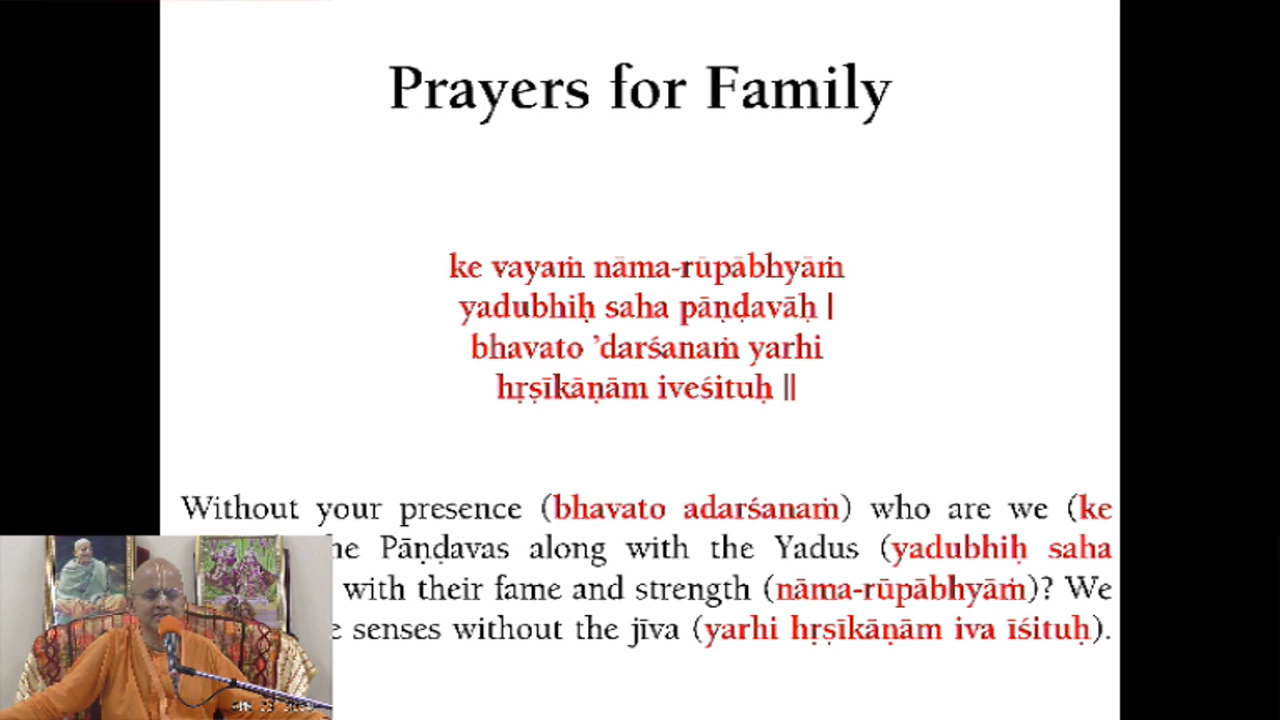 Prayers for Family
ke vayaṁ nāma-rūpābhyāṁ
yadubhiḥ saha pāṇḍavāḥ |
bhavato ’darśanaṁ yarhi
hṛṣīkāṇām iveśituḥ ||
Without your presence (bhavato adarśanaṁ) who are we (ke
Pāṇḍavas along with the Yadus (yadubhiḥ saha
with their fame and strength (nāma-rūpābhyāṁ)? We
senses without the jīva (yarhi hṛṣīkāṇām iva īśituḥ).